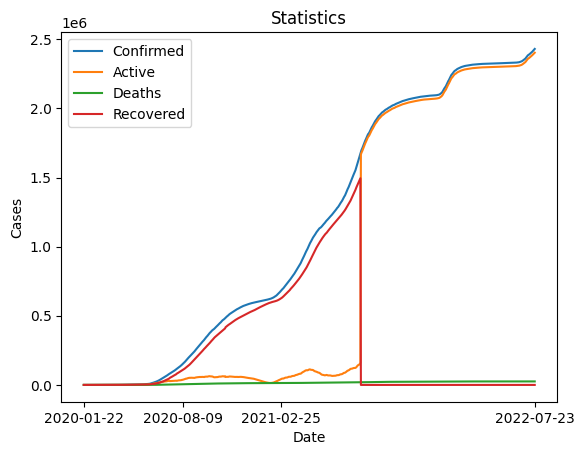 Statistics
1e6
2.5
2.0
1.5
1.0
0.5
0.0
Cases
Confirmed
Active
Deaths
Recovered
2020-01-22 2020-08-09 2021-02-25 2022-07-23
Date